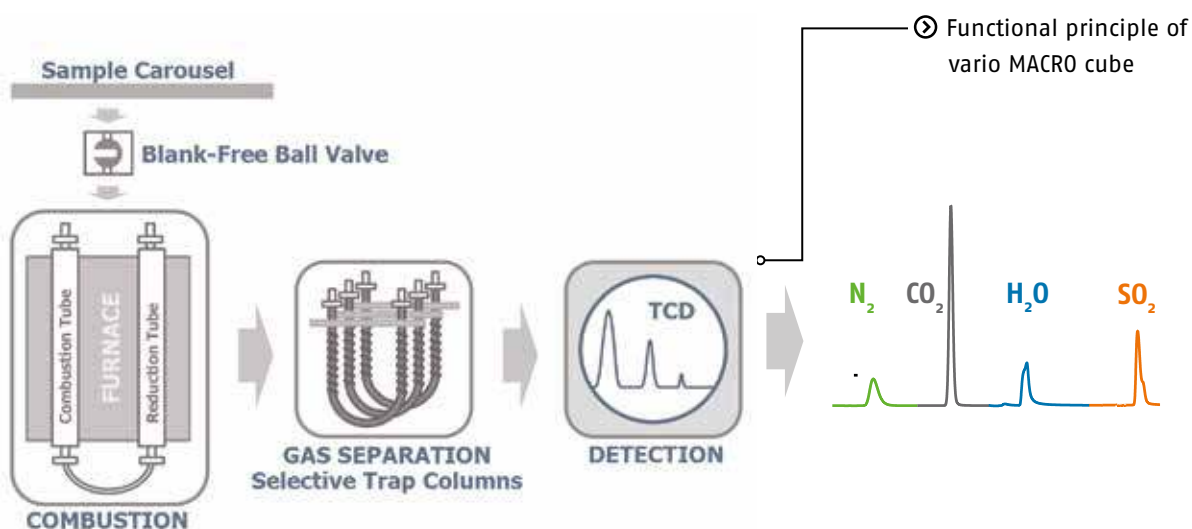 Functional principle of
vario MACRO cube
Sample Carousel
Blank-Free Ball Valve
Combustion Tube
FURNACE
Reduction Tube
COMBUSTION
GAS SEPARATION
Selective Trap Columns
TCD
DETECTION
N₂
CO₂
H₂O
SO₂